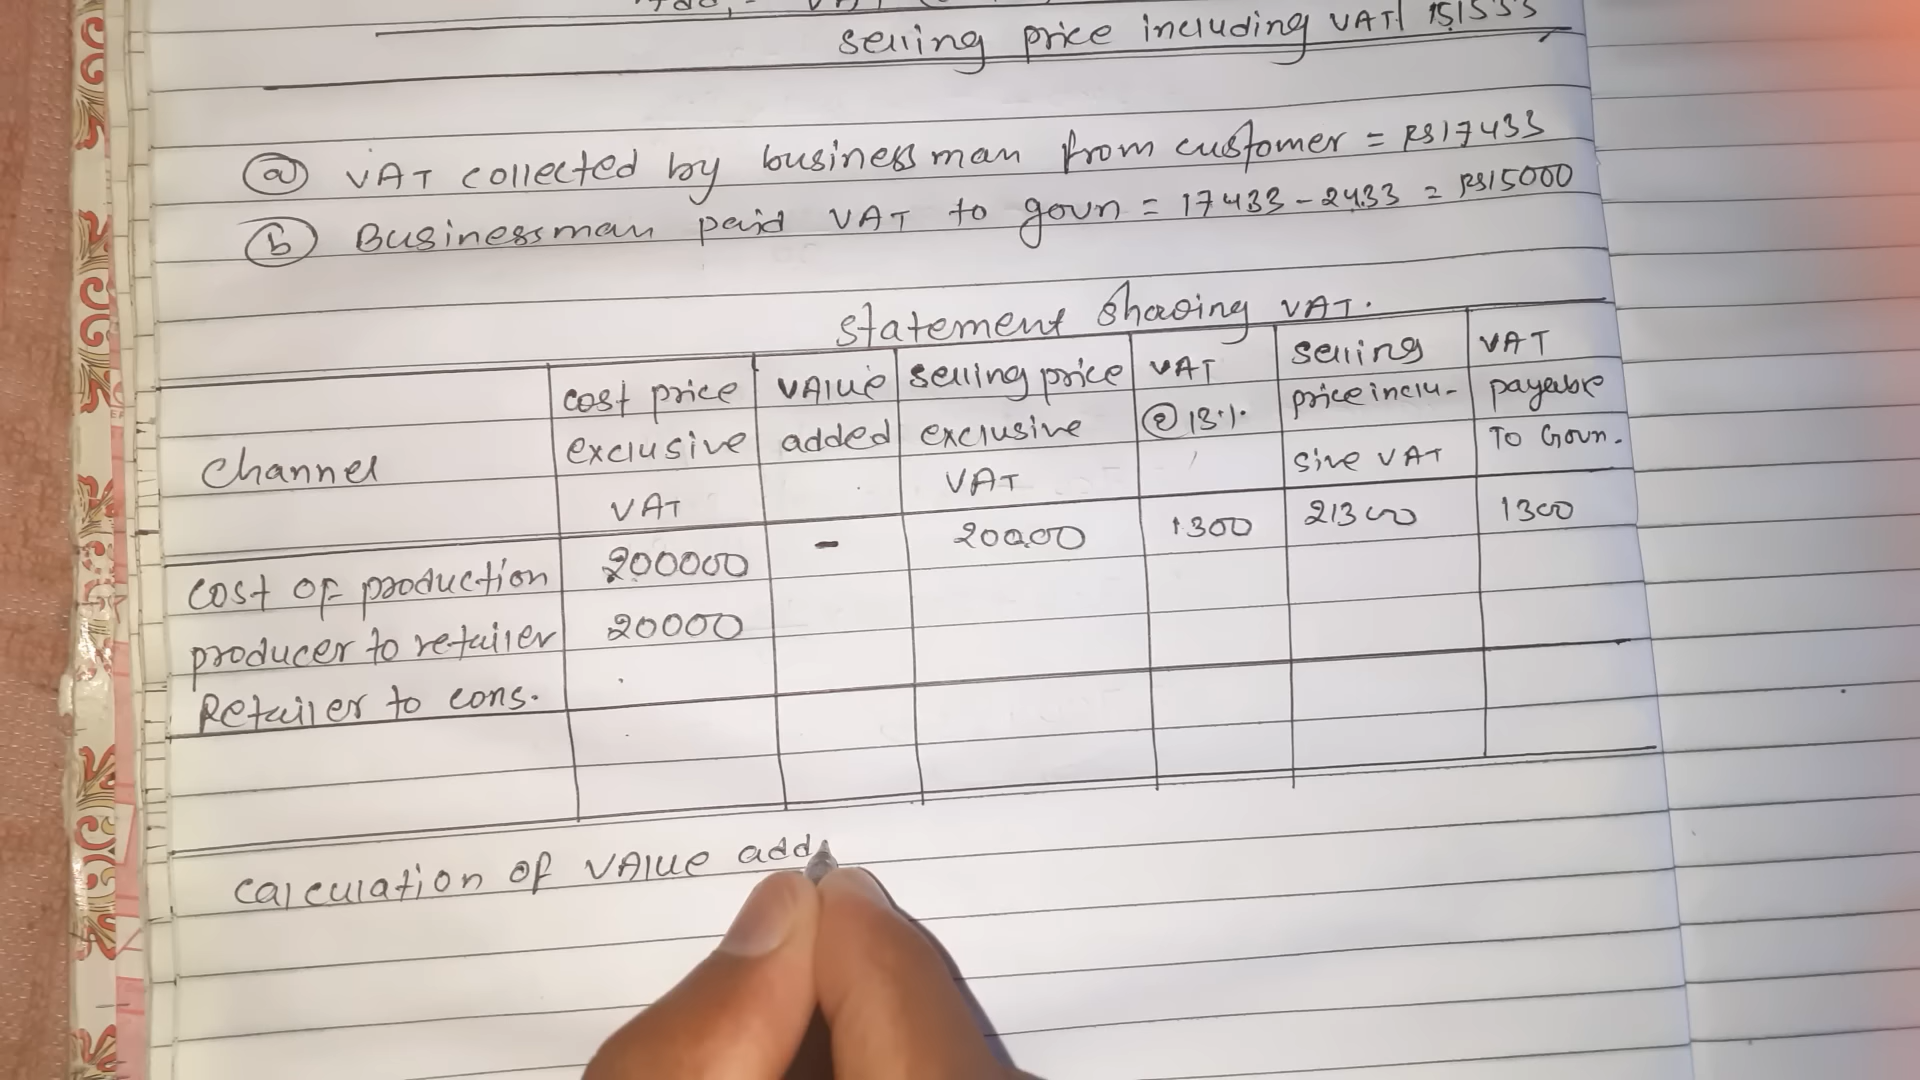 selling price including VAT 151533
(a) VAT collected by businessman from customer = RS17433
(b) Businessman paid VAT to govn = 17433 - 2433 = RS15000
Statement showing VAT.
Channel | cost price exclusive VAT | VAlue added | selling price exclusive VAT | VAT @ 13% | selling price inclusive VAT | VAT payable To Govn.
cost of production | 200000 | - | 20000 | 1300 | 21300 | 1300
producer to retailer | 20000
Retailer to cons.
calculation of VAlue add